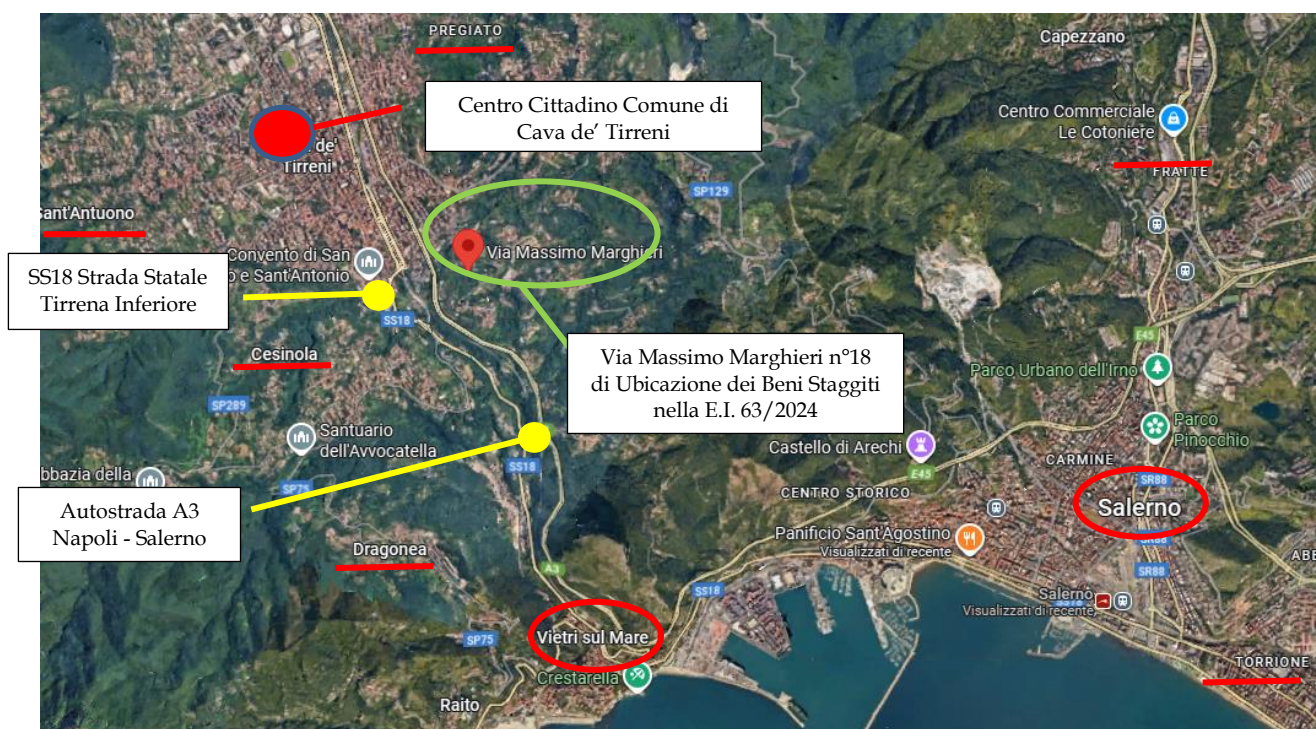 PREGIATO
Capezzano
Centro Cittadino Comune di
Cava de' Tirreni
Centro Commerciale
Le Cotoniere
de'
Tirreni
FRATTE
SP129
Sant'Antuono
Convento di San
o e Sant'Antonio
Via Massimo Marghieri
SS18 Strada Statale
Tirrena Inferiore
SS18
E45
Via Massimo Marghieri n°18
di Ubicazione dei Beni Staggiti
nella E.I. 63/2024
Cesinola
Parco Urbano dell'Irno
SP289
Santuario
dell'Avvocatella
Parco
Pinocchio
Castello di Arechi
CARMINE
SS18
E45
bbazia della
SP75
CENTRO STORICO
SR88
Salerno
Autostrada A3
Napoli - Salerno
Panificio Sant'Agostino
Visualizzati di recente
SR88
Dragonea
ABB
A3
SS18
SR88
Salerno
Visualizzati di recente
SS18
SP75
Vietri sul Mare
Crestarella
TORRIONE
Raito